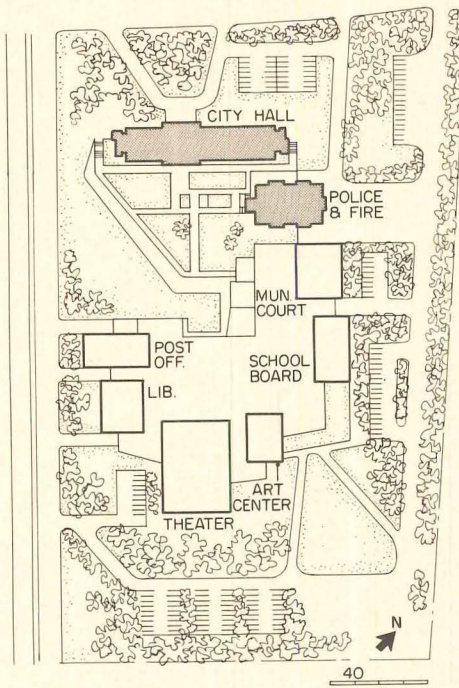 CITY HALL
POLICE
& FIRE
MUN.
COURT
POST
OFF.
SCHOOL
BOARD
LIB.
ART
CENTER
THEATER
N
40